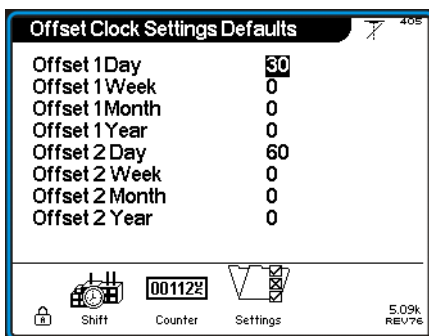 Offset Clock Settings Defaults
405
Offset 1 Day 30
Offset 1 Week 0
Offset 1 Month 0
Offset 1 Year 0
Offset 2 Day 60
Offset 2 Week 0
Offset 2 Month 0
Offset 2 Year 0
Shift Counter Settings
5.09k
REV76